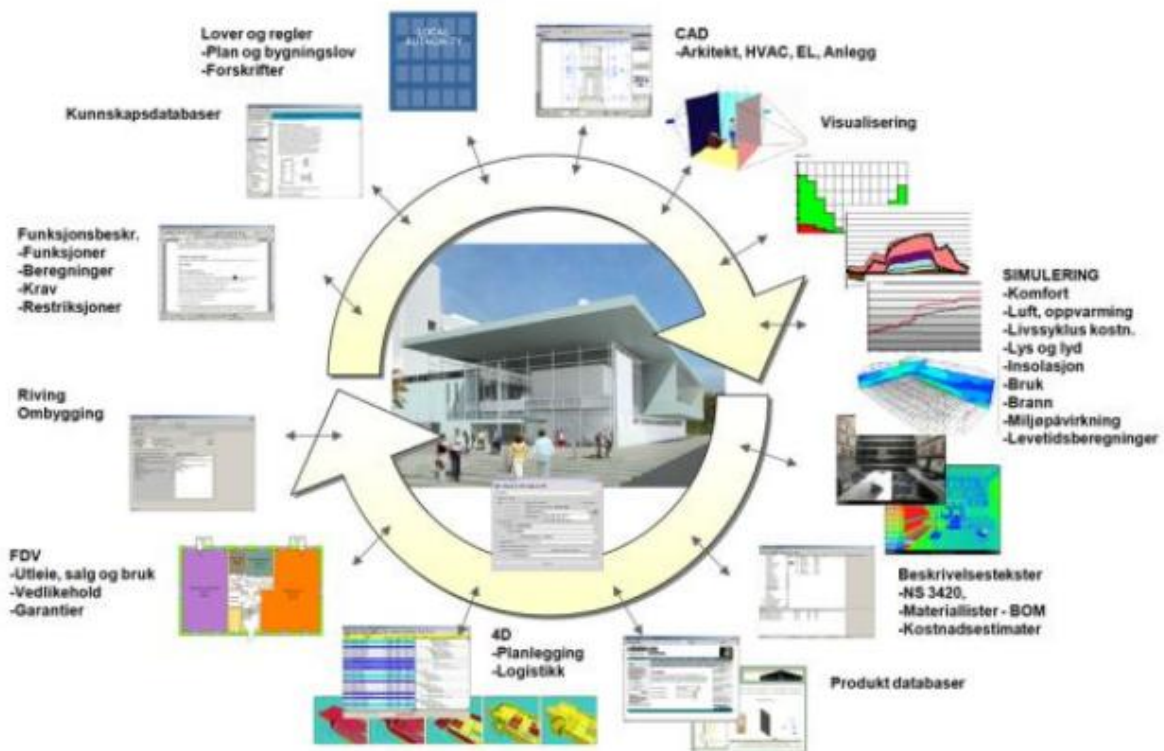 Lover og regler
-Plan og bygningslov
-Forskrifter
LOCAL
AUTHORITY
CAD
-Arkitekt, HVAC, EL, Anlegg
Kunnskapsdatabaser
Visualisering
Funksjonsbeskr.
-Funksjoner
-Beregninger
-Krav
-Restriksjoner
SIMULERING
-Komfort
-Luft, oppvarming
-Livssyklus kostn.
-Lys og lyd
-Insolasjon
-Bruk
-Brann
-Miljøpåvirkning
-Levetidsberegninger
Riving
Ombygging
FDV
-Utleie, salg og bruk
-Vedlikehold
-Garantier
Beskrivelsestekster
-NS 3420,
-Materiallister - BOM
-Kostnadsestimater
4D
-Planlegging
-Logistikk
Produkt databaser